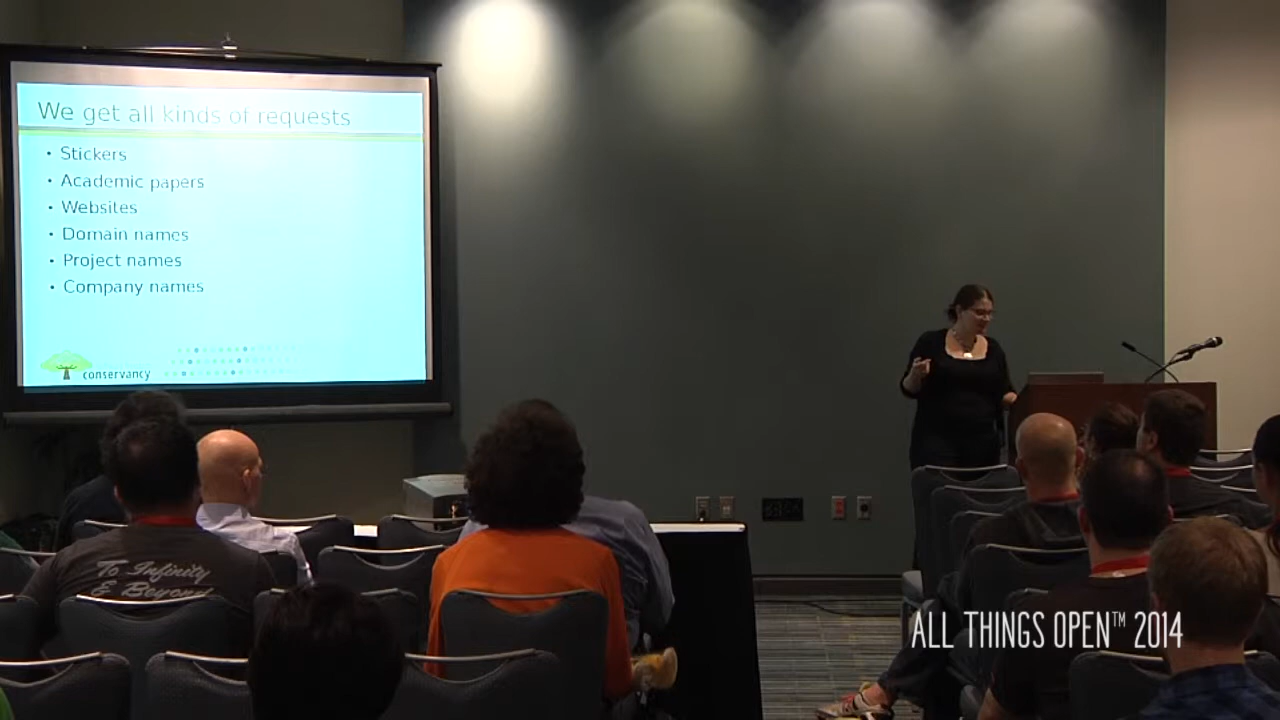 We get all kinds of requests
• Stickers
• Academic papers
• Websites
• Domain names
• Project names
• Company names
conservancy
To Infinity
& Beyond
ALL THINGS OPEN™ 2014